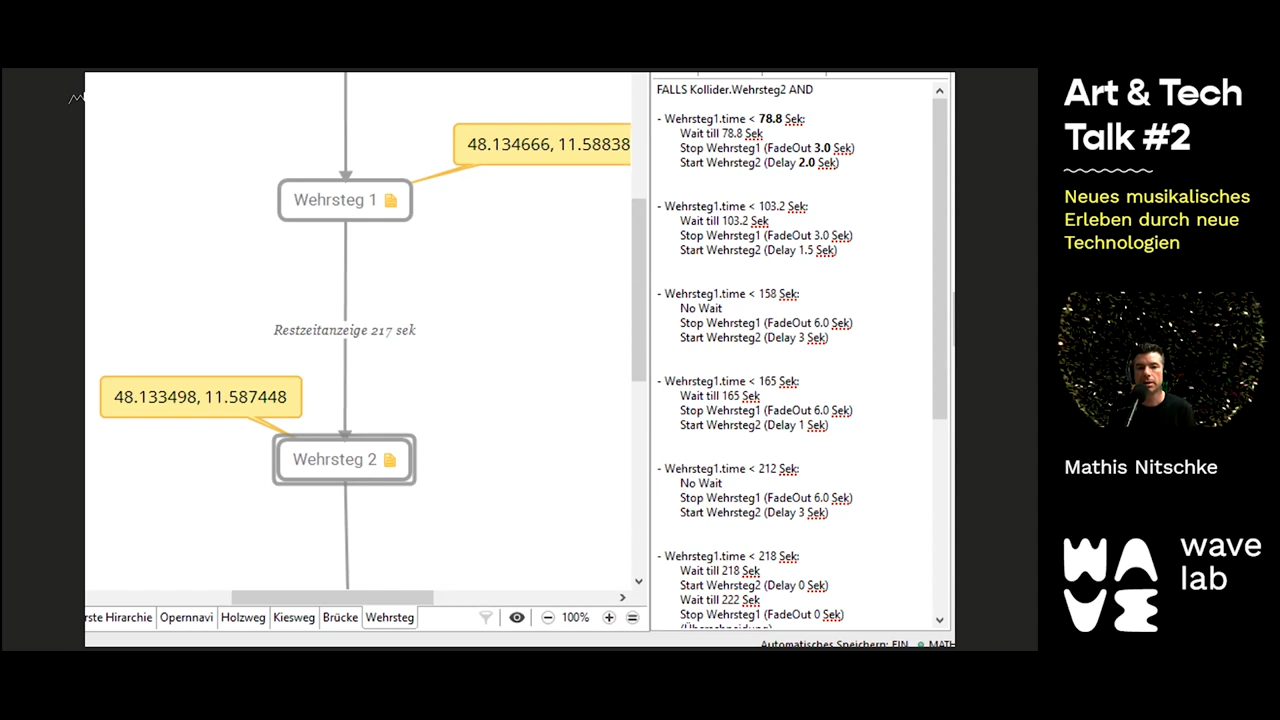 48.134666, 11.58838
Wehrsteg 1
Restzeitanzeige 217 sek
48.133498, 11.587448
Wehrsteg 2
rste Hirarchie
Opernnavi
Holzweg
Kiesweg
Brücke
Wehrsteg
100%
FALLS Kollider.Wehrsteg2 AND
- Wehrsteg1.time < 78.8 Sek:
Wait till 78.8 Sek
Stop Wehrsteg1 (FadeOut 3.0 Sek)
Start Wehrsteg2 (Delay 2.0 Sek)
- Wehrsteg1.time < 103.2 Sek:
Wait till 103.2 Sek
Stop Wehrsteg1 (FadeOut 3.0 Sek)
Start Wehrsteg2 (Delay 1.5 Sek)
- Wehrsteg1.time < 158 Sek:
No Wait
Stop Wehrsteg1 (FadeOut 6.0 Sek)
Start Wehrsteg2 (Delay 3 Sek)
- Wehrsteg1.time < 165 Sek:
Wait till 165 Sek
Stop Wehrsteg1 (FadeOut 6.0 Sek)
Start Wehrsteg2 (Delay 1 Sek)
- Wehrsteg1.time < 212 Sek:
No Wait
Stop Wehrsteg1 (FadeOut 6.0 Sek)
Start Wehrsteg2 (Delay 3 Sek)
- Wehrsteg1.time < 218 Sek:
Wait till 218 Sek
Start Wehrsteg2 (Delay 0 Sek)
Wait till 222 Sek
Stop Wehrsteg1 (FadeOut 0 Sek)
(Überschneidung)
Automatisches Speichern: EIN
MATH
Art & Tech
Talk #2
Neues musikalisches
Erleben durch neue
Technologien
Mathis Nitschke
WAVE
wave
lab